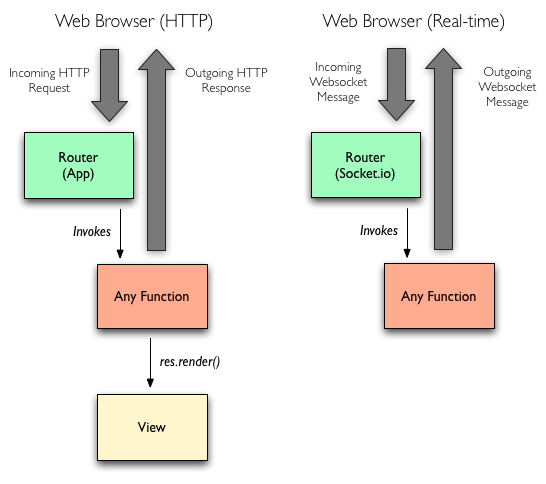 Web Browser (HTTP)
Incoming HTTP
Request
Outgoing HTTP
Response
Router
(App)
Invokes
Any Function
res.render()
View
Web Browser (Real-time)
Incoming
Websocket
Message
Outgoing
Websocket
Message
Router
(Socket.io)
Invokes
Any Function